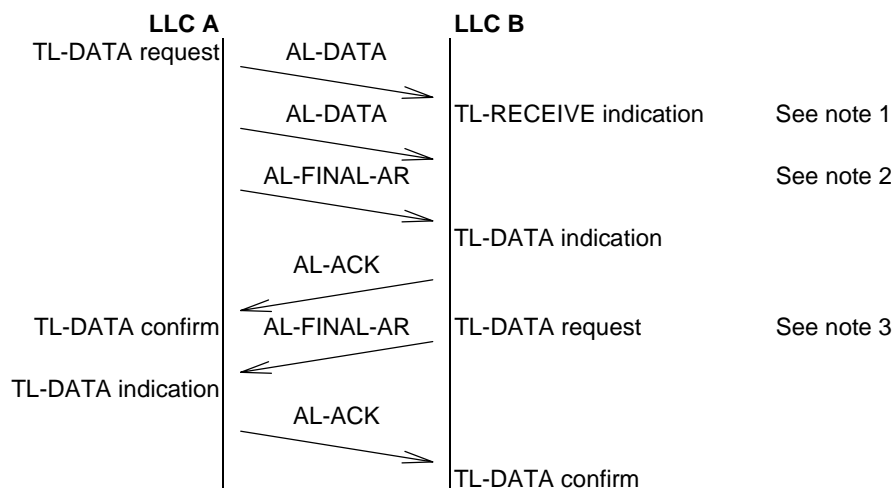 LLC A LLC B
TL-DATA request AL-DATA
AL-DATA TL-RECEIVE indication See note 1
AL-FINAL-AR See note 2
TL-DATA indication
AL-ACK
TL-DATA confirm AL-FINAL-AR TL-DATA request See note 3
TL-DATA indication
AL-ACK
TL-DATA confirm